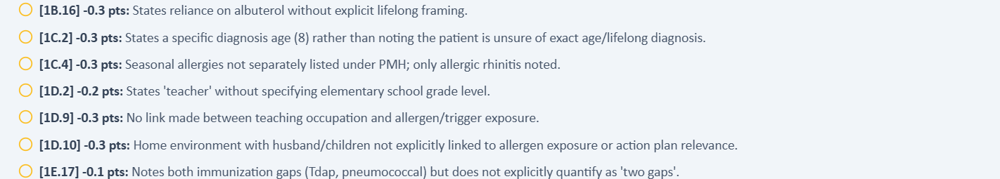 [1B.16] -0.3 pts: States reliance on albuterol without explicit lifelong framing.
[1C.2] -0.3 pts: States a specific diagnosis age (8) rather than noting the patient is unsure of exact age/lifelong diagnosis.
[1C.4] -0.3 pts: Seasonal allergies not separately listed under PMH; only allergic rhinitis noted.
[1D.2] -0.2 pts: States 'teacher' without specifying elementary school grade level.
[1D.9] -0.3 pts: No link made between teaching occupation and allergen/trigger exposure.
[1D.10] -0.3 pts: Home environment with husband/children not explicitly linked to allergen exposure or action plan relevance.
[1E.17] -0.1 pts: Notes both immunization gaps (Tdap, pneumococcal) but does not explicitly quantify as 'two gaps'.